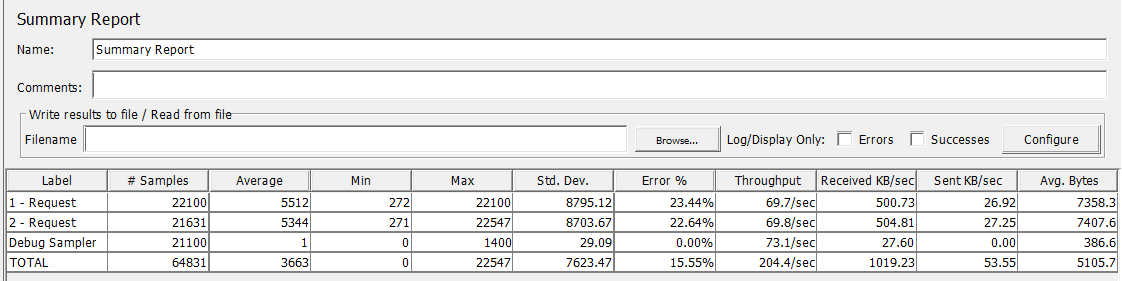 Summary Report
Name: Summary Report
Comments:
Write results to file / Read from file
Filename Browse... Log/Display Only: Errors Successes Configure
Label # Samples Average Min Max Std. Dev. Error % Throughput Received KB/sec Sent KB/sec Avg. Bytes
1 - Request 22100 5512 272 22100 8795.12 23.44% 69.7/sec 500.73 26.92 7358.3
2 - Request 21631 5344 271 22547 8703.67 22.64% 69.8/sec 504.81 27.25 7407.6
Debug Sampler 21100 1 0 1400 29.09 0.00% 73.1/sec 27.60 0.00 386.6
TOTAL 64831 3663 0 22547 7623.47 15.55% 204.4/sec 1019.23 53.55 5105.7